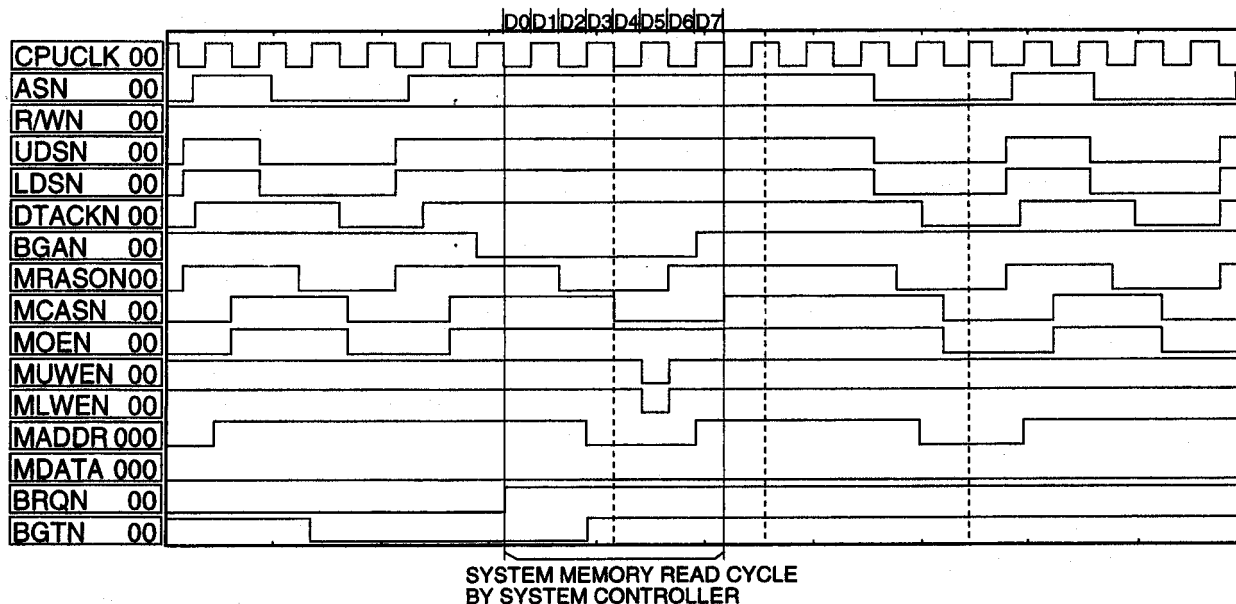 D0 D1 D2 D3 D4 D5 D6 D7
CPUCLK 00
ASN 00
R/WN 00
UDSN 00
LDSN 00
DTACKN 00
BGAN 00
MRASON00
MCASN 00
MOEN 00
MUWEN 00
MLWEN 00
MADDR 000
MDATA 000
BRQN 00
BGTN 00
SYSTEM MEMORY READ CYCLE
BY SYSTEM CONTROLLER